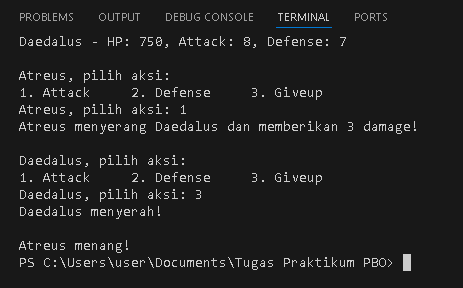 PROBLEMS OUTPUT DEBUG CONSOLE TERMINAL PORTS
Daedalus - HP: 750, Attack: 8, Defense: 7
Atreus, pilih aksi:
1. Attack 2. Defense 3. Giveup
Atreus, pilih aksi: 1
Atreus menyerang Daedalus dan memberikan 3 damage!
Daedalus, pilih aksi:
1. Attack 2. Defense 3. Giveup
Daedalus, pilih aksi: 3
Daedalus menyerah!
Atreus menang!
PS C:\Users\user\Documents\Tugas Praktikum PBO>